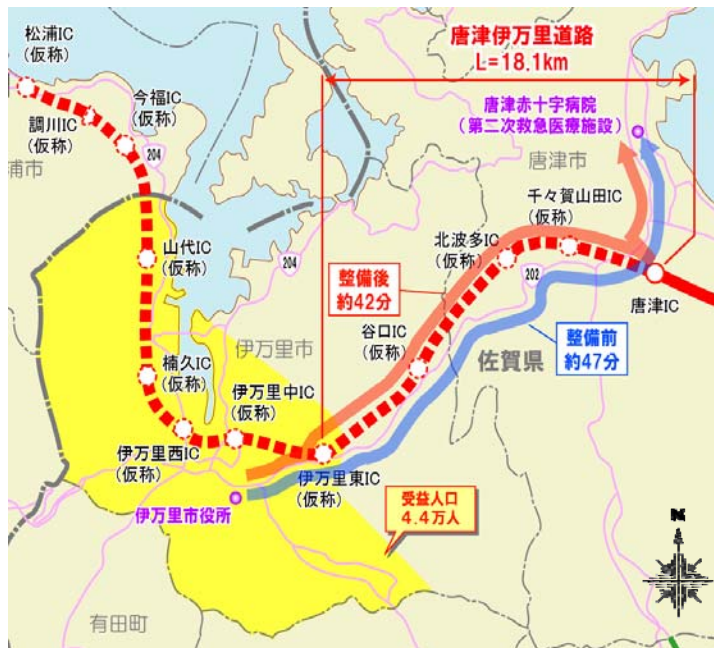 松浦IC
(仮称)
今福IC
(仮称)
調川IC
(仮称)
浦市
204
唐津伊万里道路
L=18.1km
唐津赤十字病院
(第二次救急医療施設)
唐津市
千々賀山田IC
(仮称)
北波多IC
(仮称)
山代IC
(仮称)
204
202
整備後
約42分
唐津IC
谷口IC
(仮称)
整備前
約47分
佐賀県
伊万里市
楠久IC
(仮称)
伊万里中IC
(仮称)
伊万里西IC
(仮称)
伊万里東IC
(仮称)
伊万里市役所
受益人口
4.4万人
N
有田町